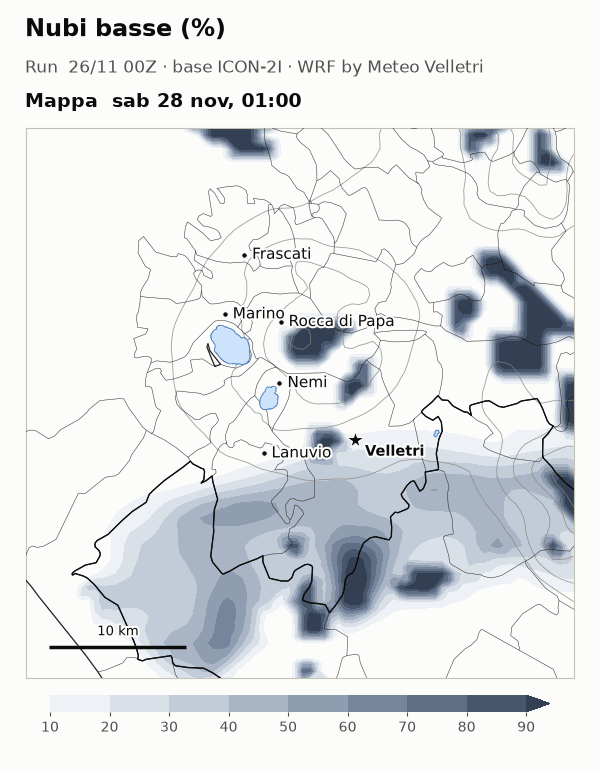 Nubi basse (%)
Run  26/11 00Z · base ICON-2I · WRF by Meteo Velletri
Mappa  sab 28 nov, 01:00
Frascati
Marino
Rocca di Papa
Nemi
Lanuvio
Velletri
10 km
10 20 30 40 50 60 70 80 90